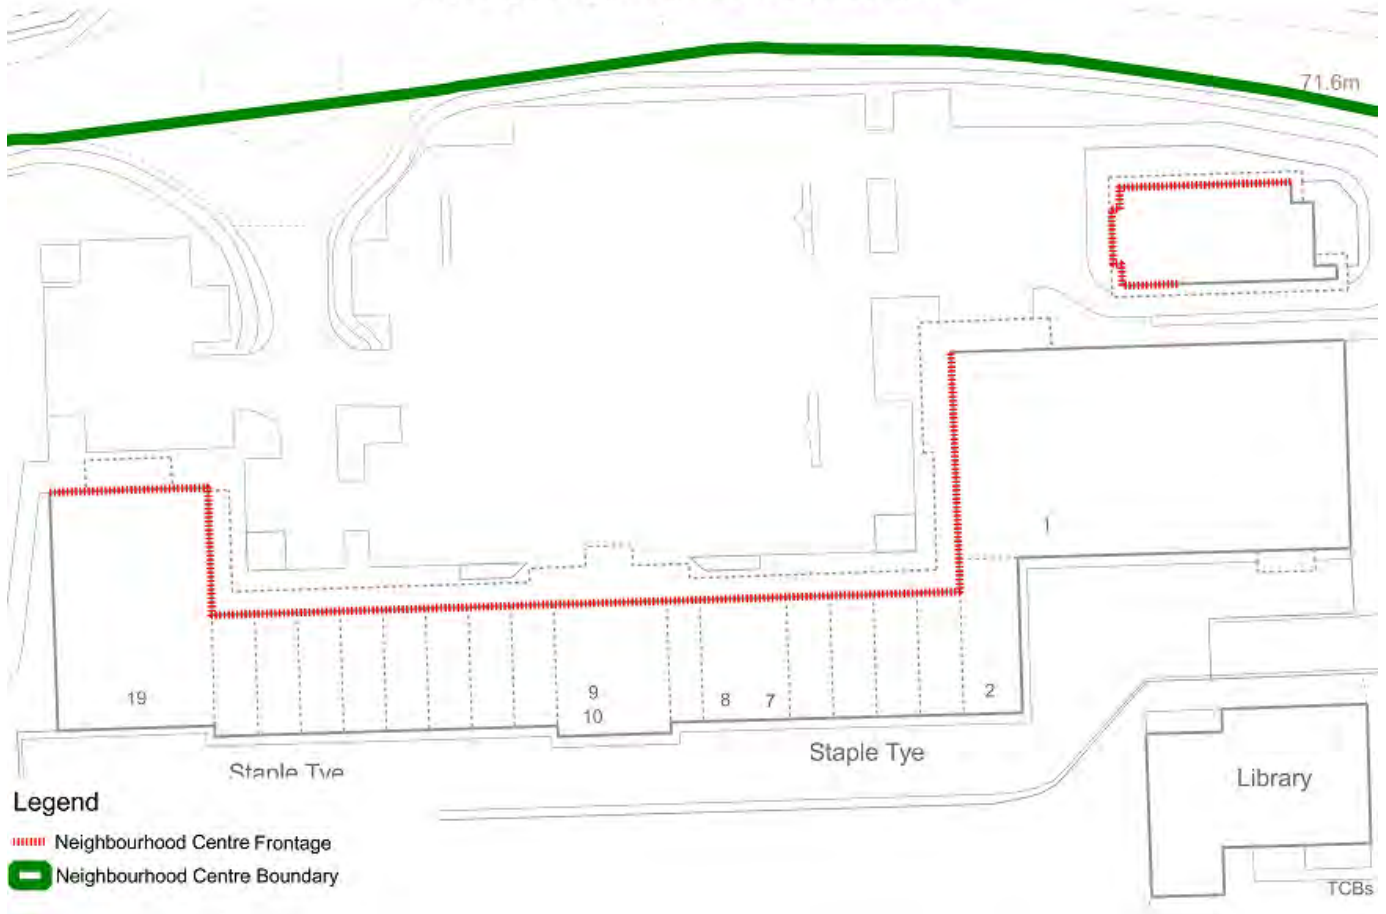 71.6m
1
19
9
10
8
7
2
Staple Tye
Staple Tye
Library
Legend
Neighbourhood Centre Frontage
Neighbourhood Centre Boundary
TCBs